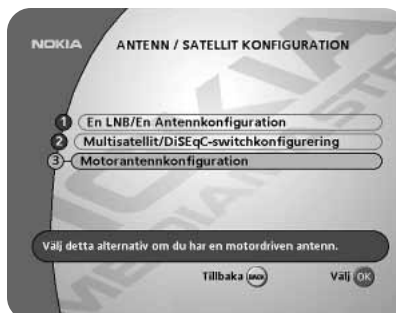 NOKIA
ANTENN / SATELLIT KONFIGURATION
1 En LNB/En Antennkonfiguration
2 Multisatellit/DiSEqC-switchkonfigurering
3 Motorantennkonfiguration
Välj detta alternativ om du har en motordriven antenn.
Tillbaka BACK Välj OK